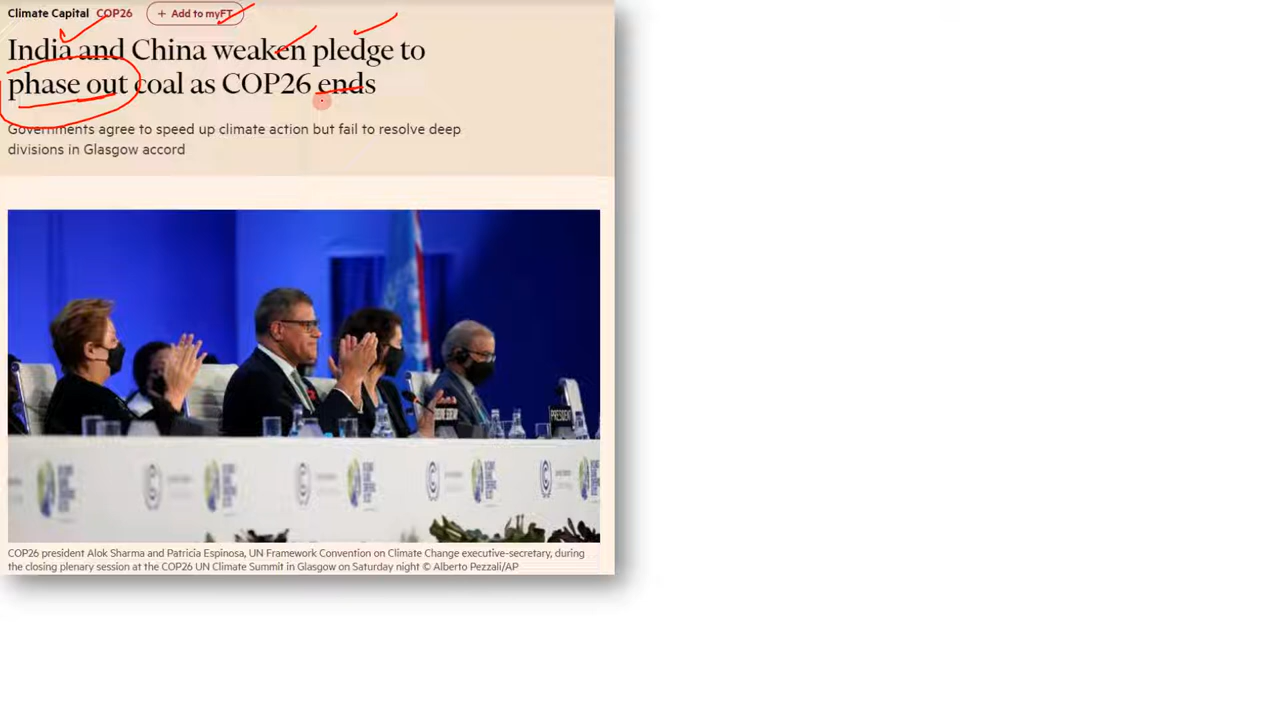 Climate Capital COP26 + Add to myFT
India and China weaken pledge to
phase out coal as COP26 ends
Governments agree to speed up climate action but fail to resolve deep
divisions in Glasgow accord
PRESIDENT
COP26 president Alok Sharma and Patricia Espinosa, UN Framework Convention on Climate Change executive-secretary, during
the closing plenary session at the COP26 UN Climate Summit in Glasgow on Saturday night © Alberto Pezzali/AP